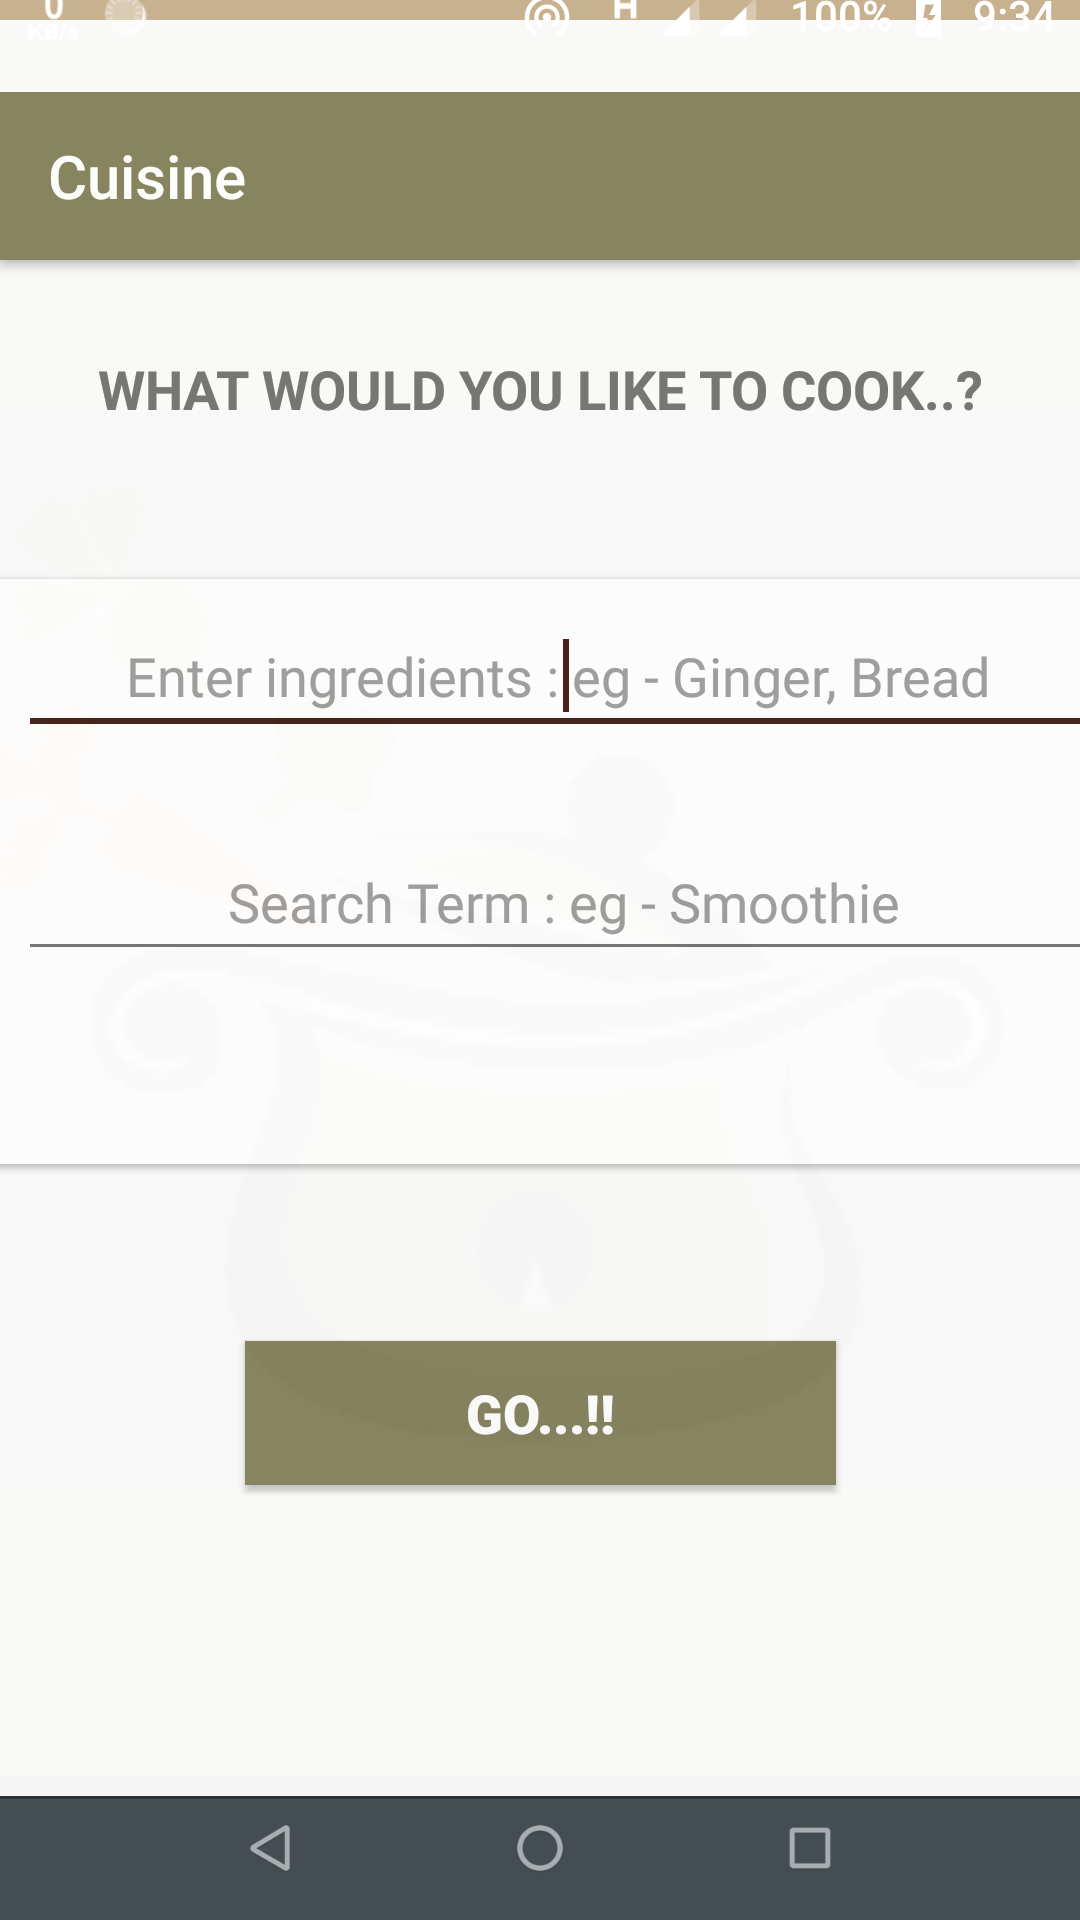 0 H 100% 9:34
KB/s
Cuisine
WHAT WOULD YOU LIKE TO COOK..?
Enter ingredients : eg - Ginger, Bread
Search Term : eg - Smoothie
GO...!!